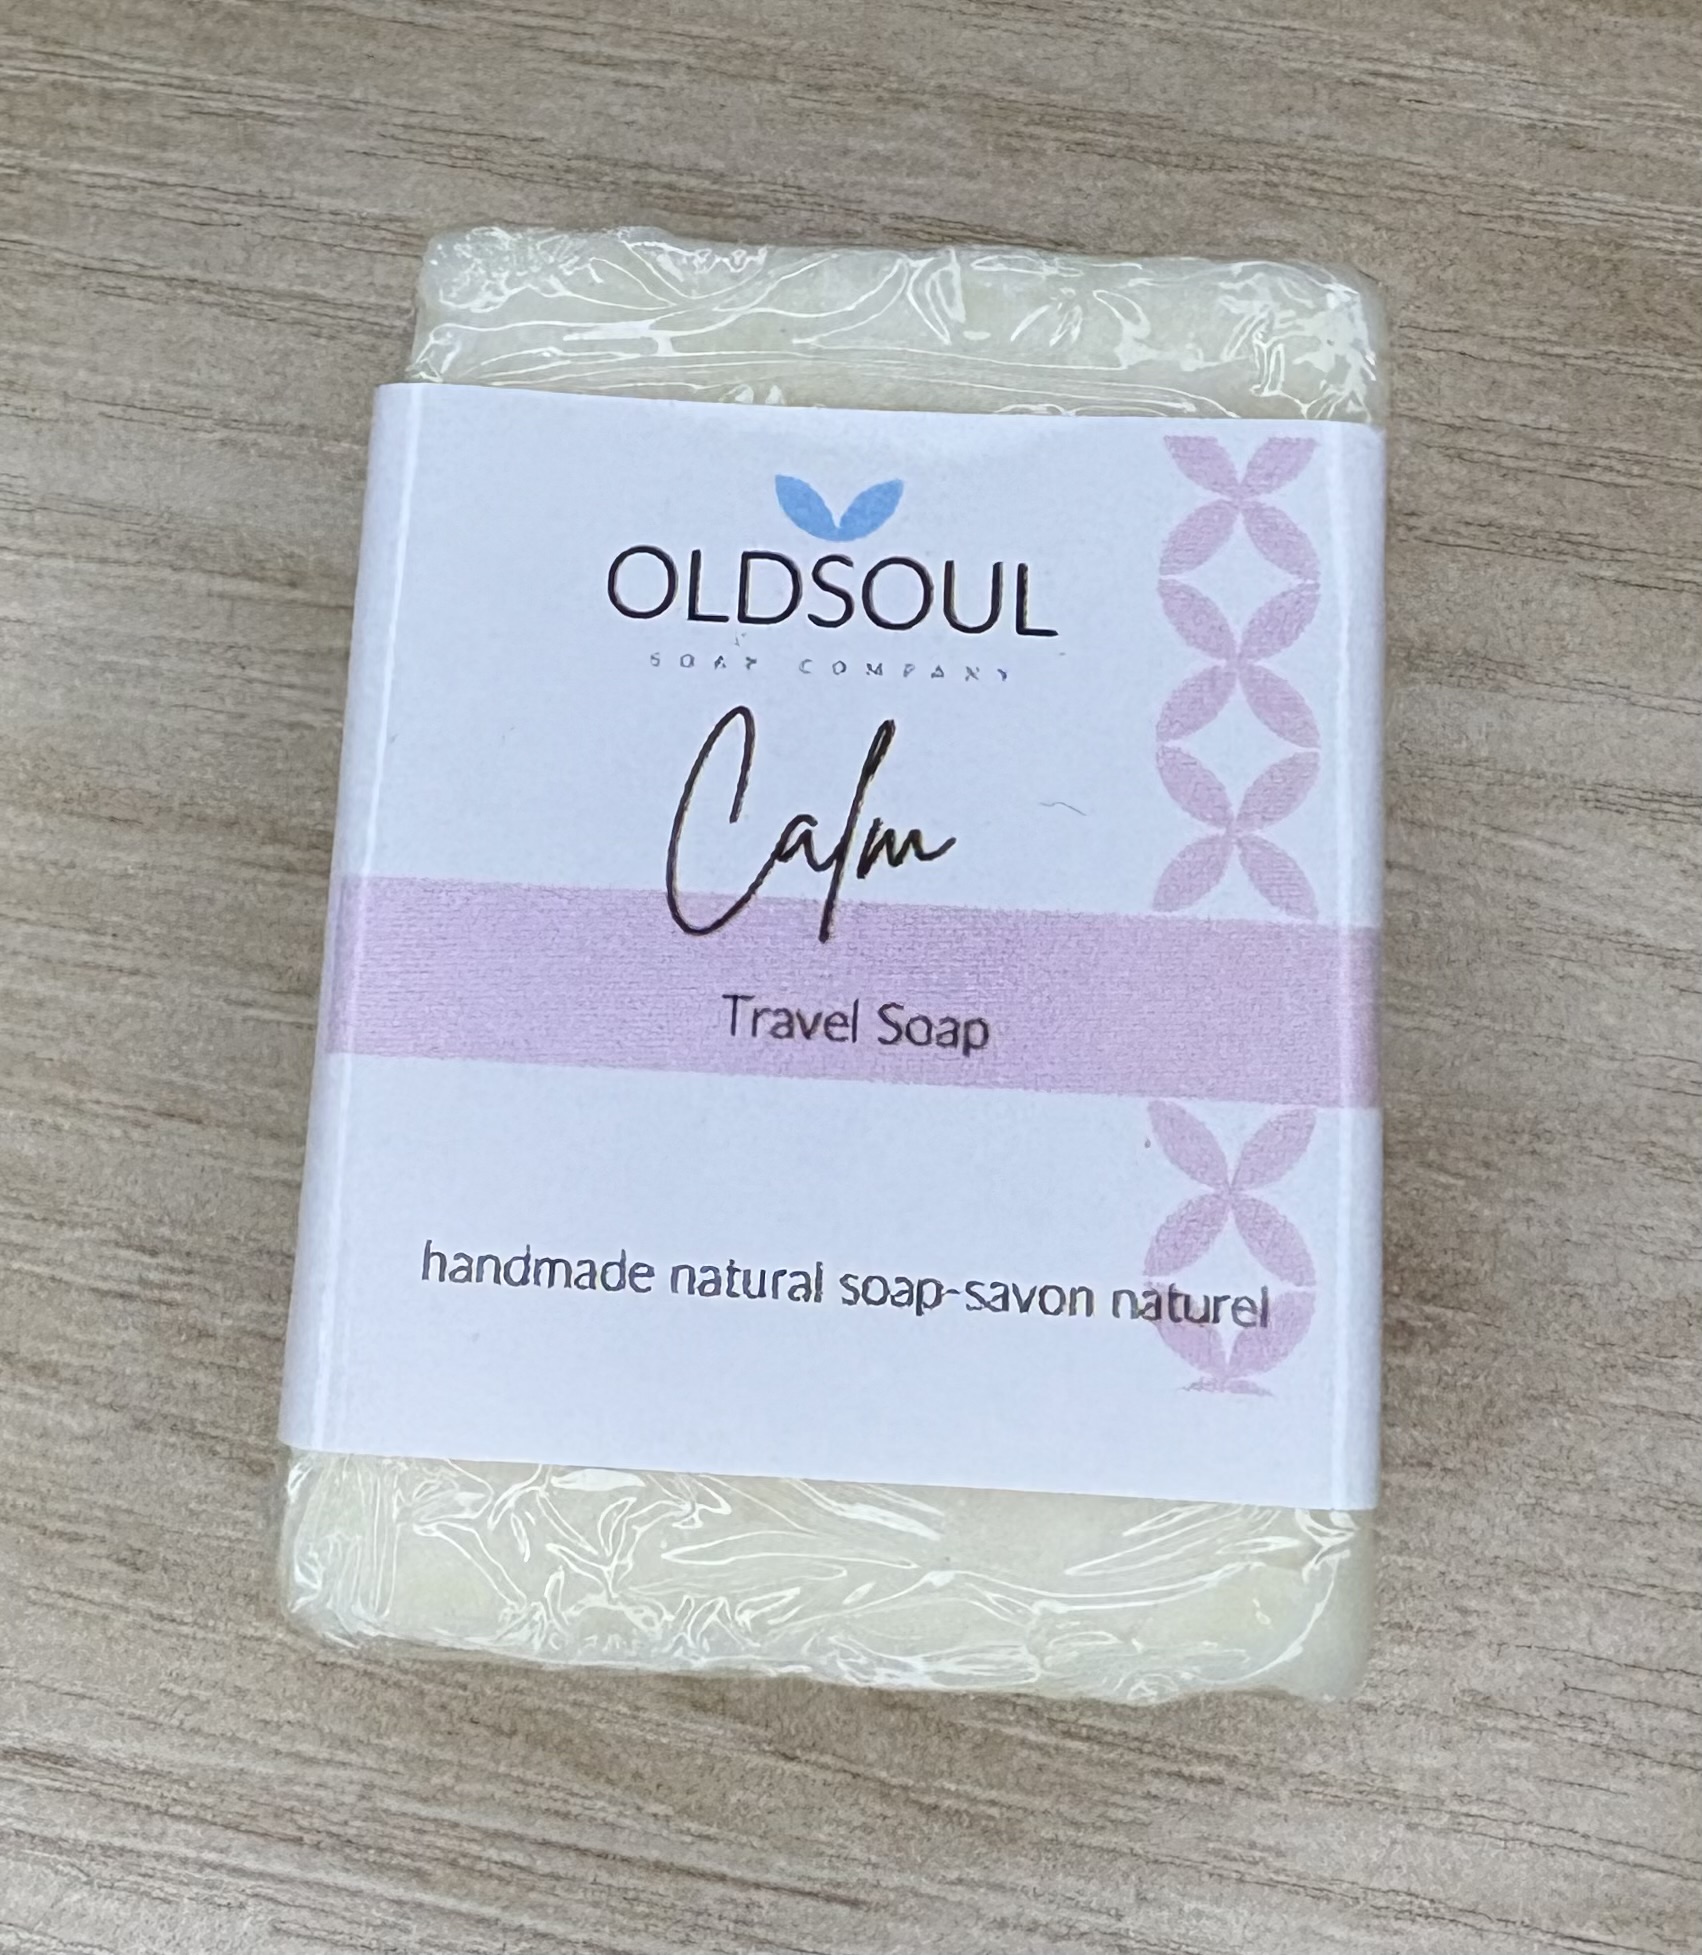 OLDSOUL
SOAP COMPANY
Calm
Travel Soap
handmade natural soap-savon naturel